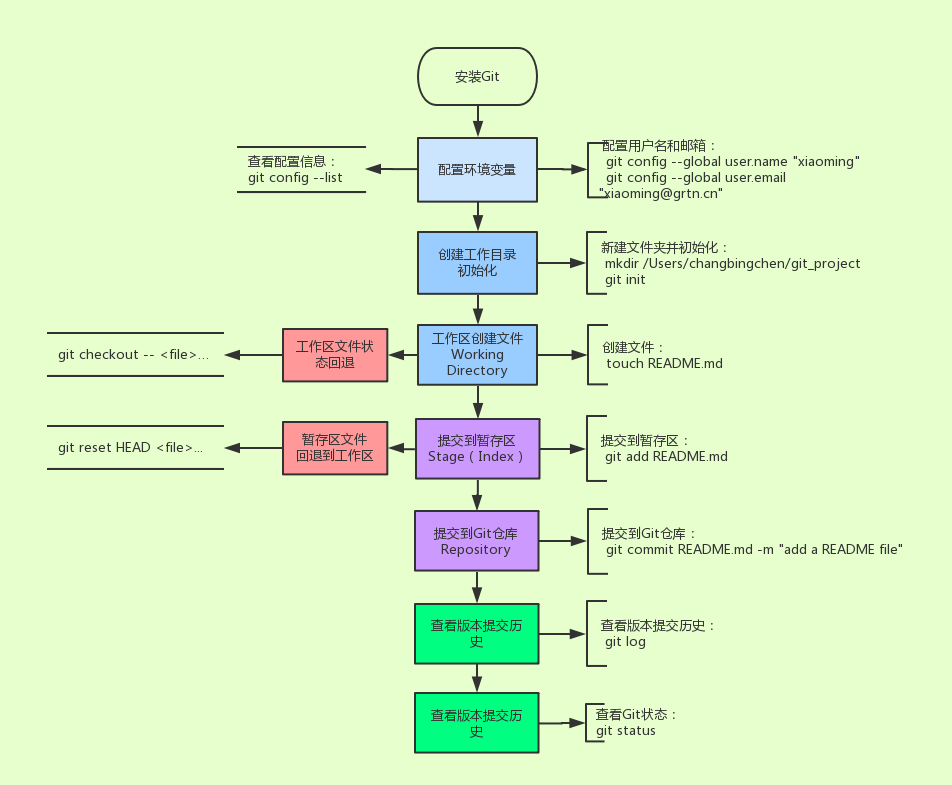 安装Git
查看配置信息：
git config --list
配置环境变量
配置用户名和邮箱：
git config --global user.name "xiaoming"
git config --global user.email
"xiaoming@grtn.cn"
创建工作目录
初始化
新建文件夹并初始化：
mkdir /Users/changbingchen/git_project
git init
git checkout -- <file>...
工作区文件状
态回退
工作区创建文件
Working
Directory
创建文件：
touch README.md
git reset HEAD <file>...
暂存区文件
回退到工作区
提交到暂存区
Stage（Index）
提交到暂存区：
git add README.md
提交到Git仓库
Repository
提交到Git仓库：
git commit README.md -m "add a README file"
查看版本提交历
史
查看版本提交历史：
git log
查看版本提交历
史
查看Git状态：
git status